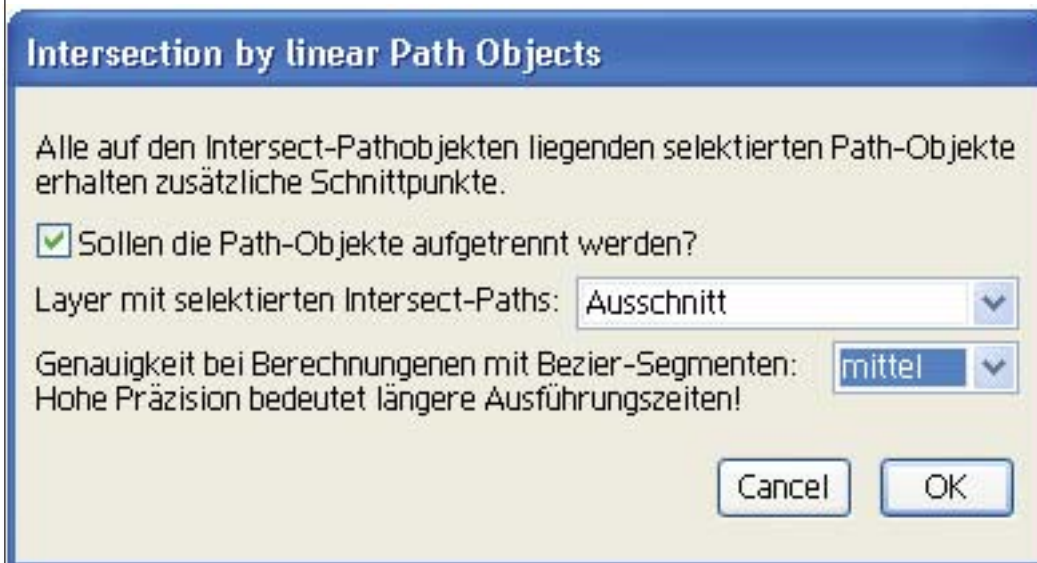 Intersection by linear Path Objects
Alle auf den Intersect-Pathobjekten liegenden selektierten Path-Objekte
erhalten zusätzliche Schnittpunkte.
Sollen die Path-Objekte aufgetrennt werden?
Layer mit selektierten Intersect-Paths: Ausschnitt
Genauigkeit bei Berechnungenen mit Bezier-Segmenten: mittel
Hohe Präzision bedeutet längere Ausführungszeiten!
Cancel OK